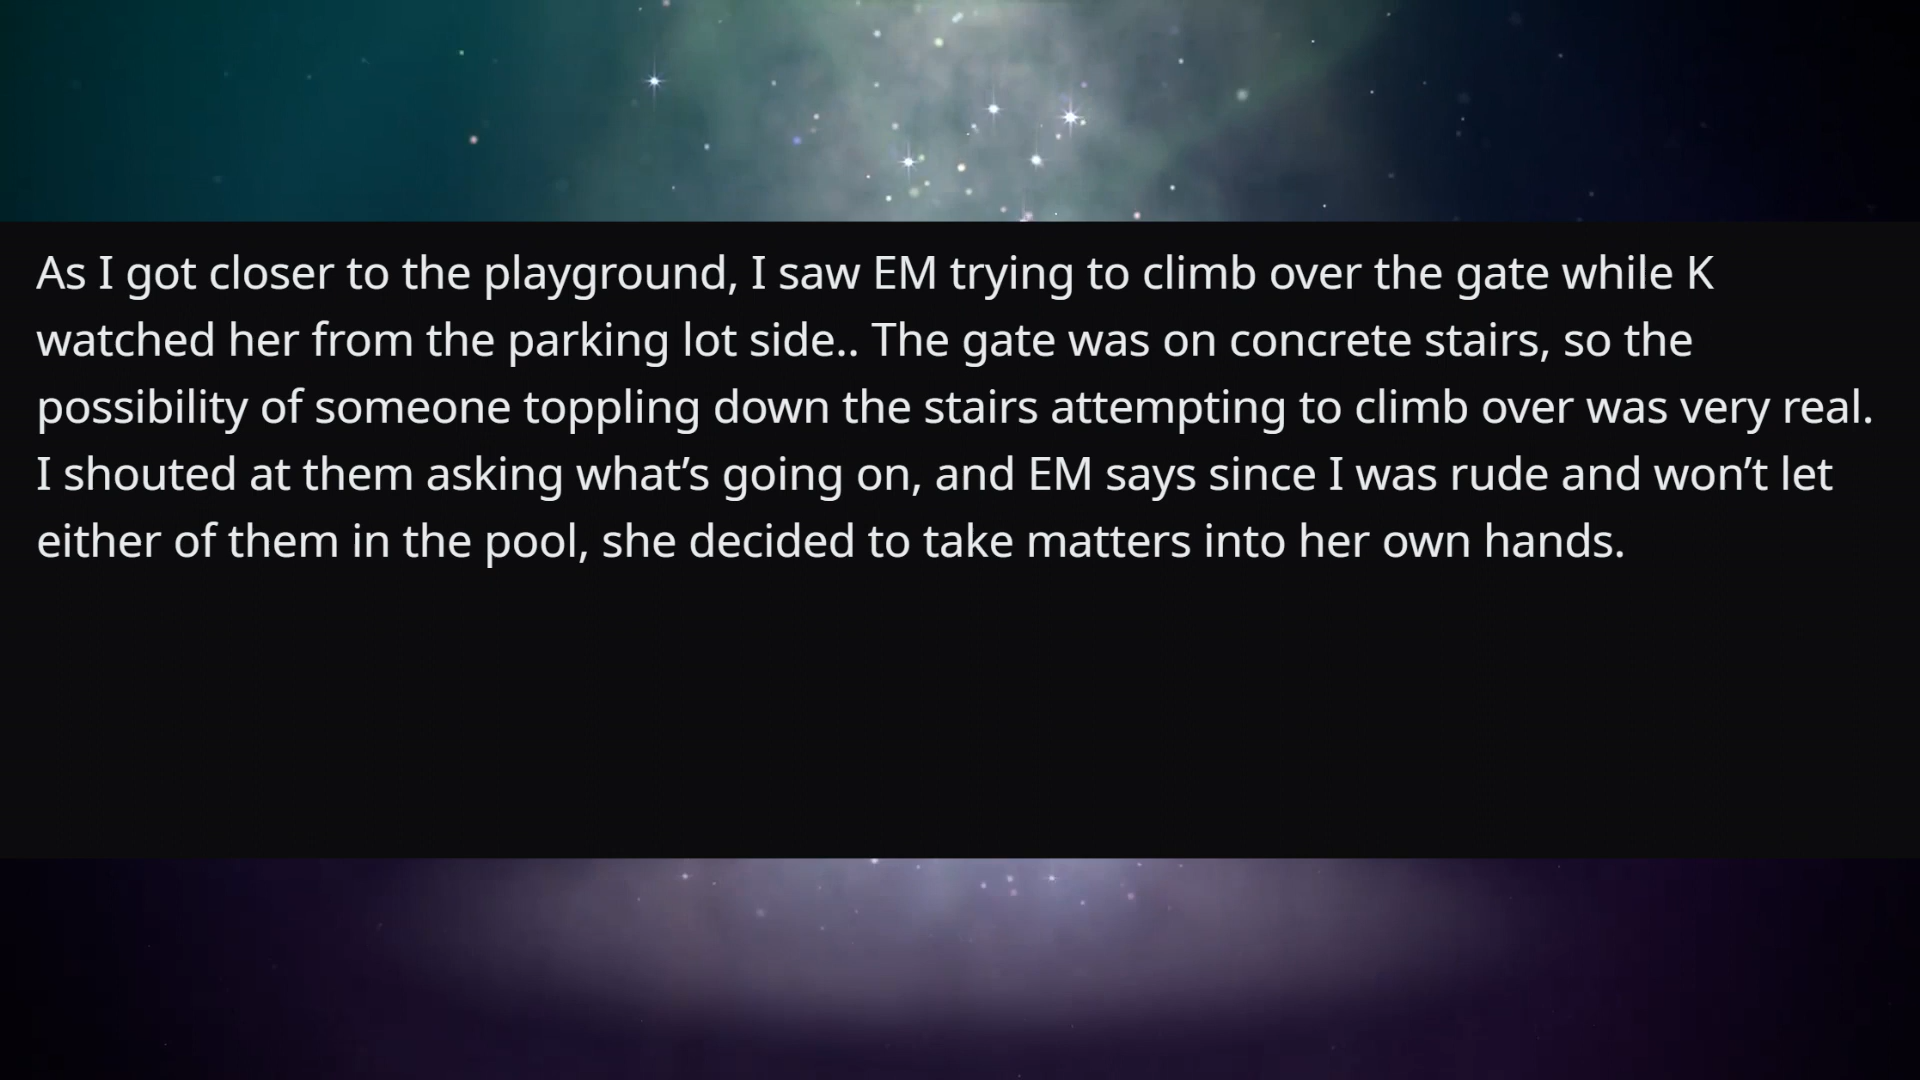 As I got closer to the playground, I saw EM trying to climb over the gate while K
watched her from the parking lot side.. The gate was on concrete stairs, so the
possibility of someone toppling down the stairs attempting to climb over was very real.
I shouted at them asking what’s going on, and EM says since I was rude and won’t let
either of them in the pool, she decided to take matters into her own hands.